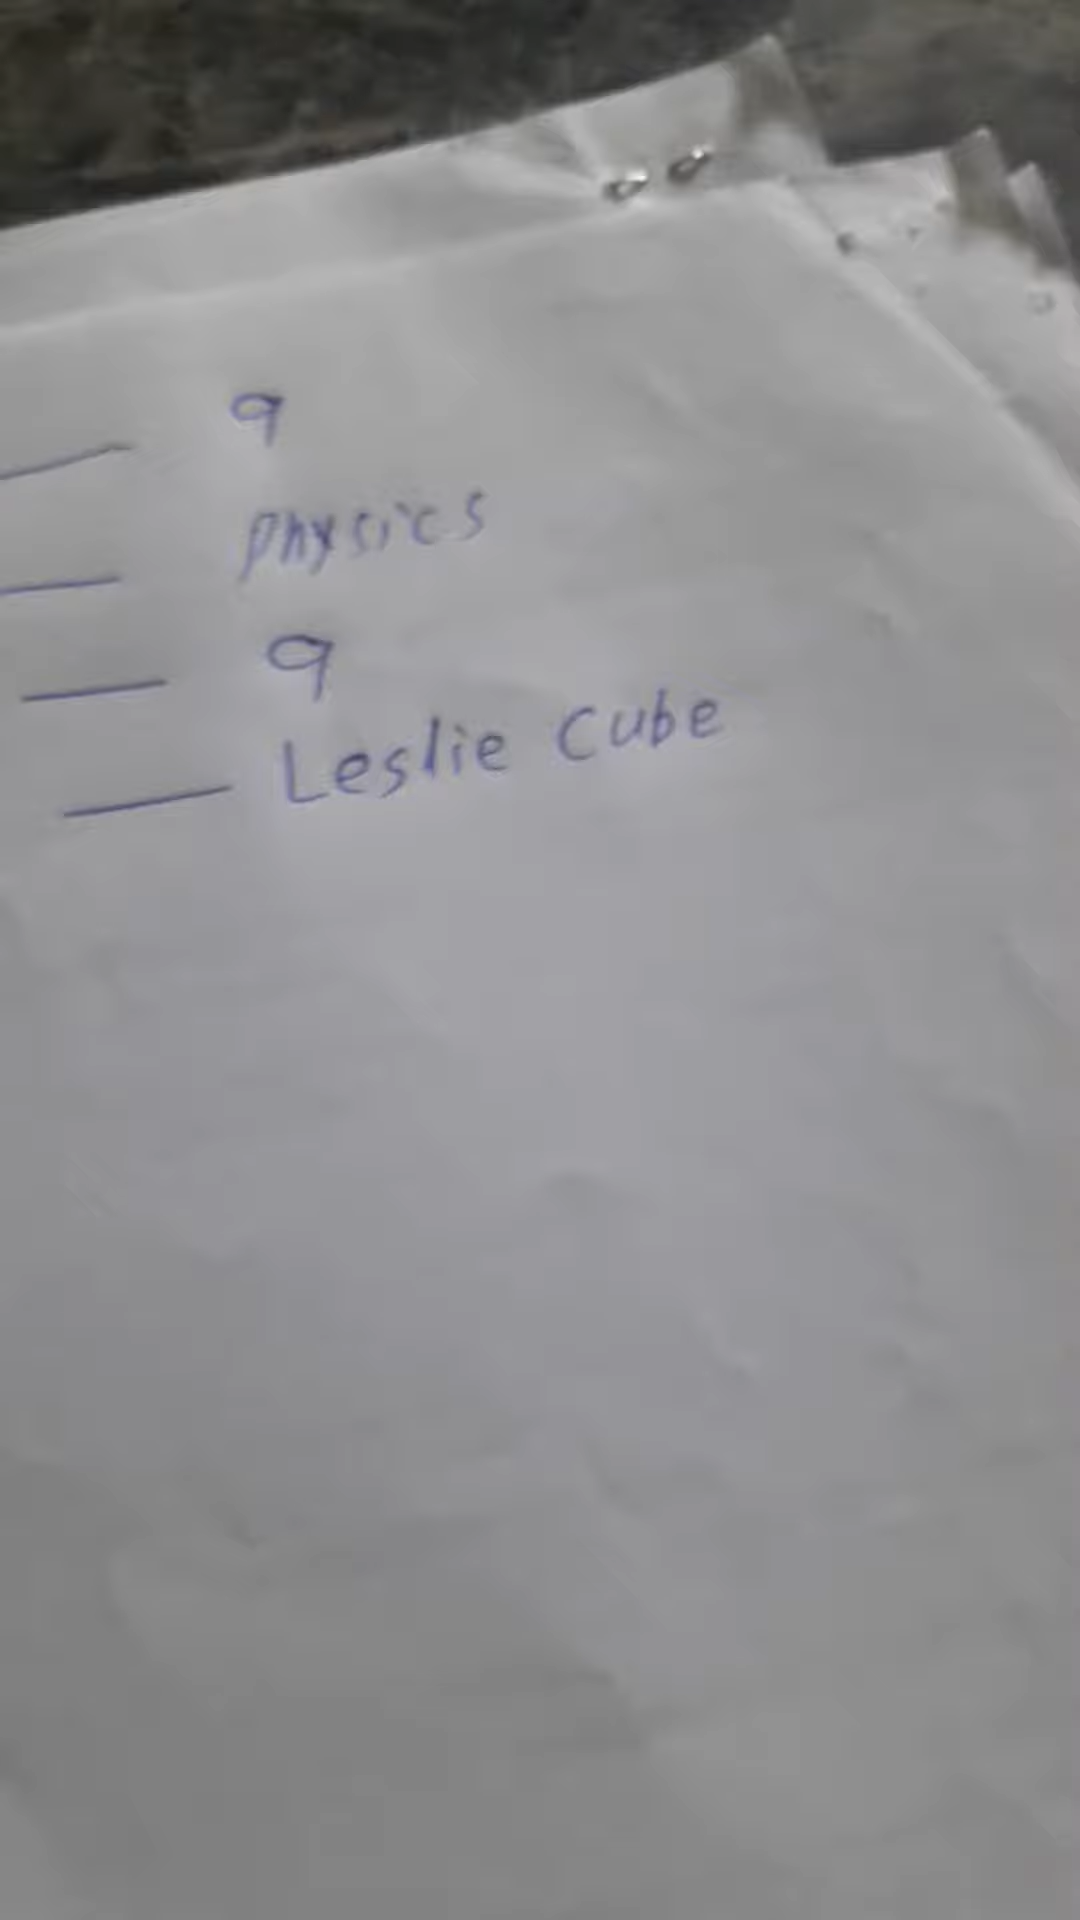 — 9
— Physics
— 9
— Leslie Cube